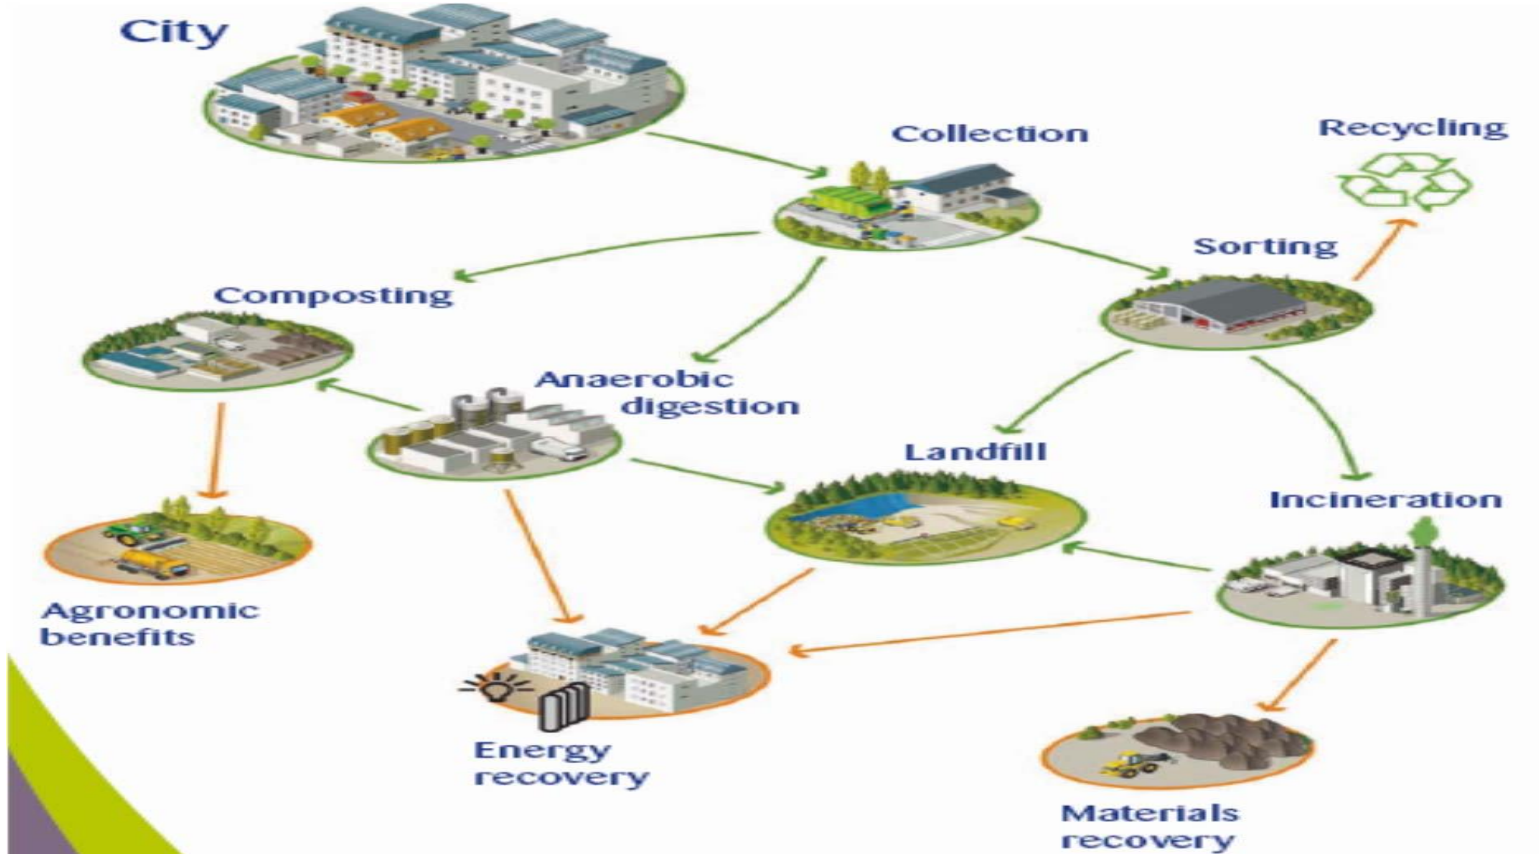 City
Collection
Recycling
Sorting
Composting
Anaerobic
digestion
Landfill
Incineration
Agronomic
benefits
Energy
recovery
Materials
recovery